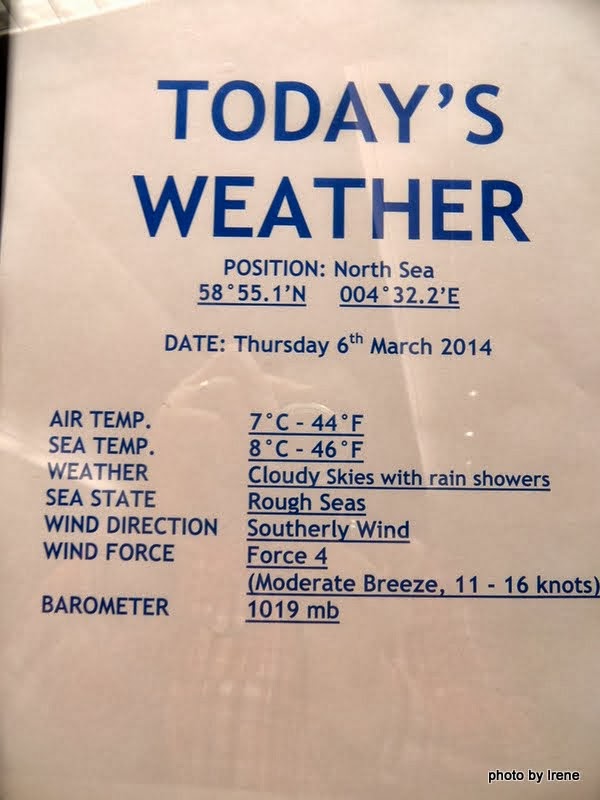 TODAY'S
WEATHER
POSITION: North Sea
58°55.1'N 004°32.2'E
DATE: Thursday 6th March 2014
AIR TEMP. 7°C - 44°F
SEA TEMP. 8°C - 46°F
WEATHER Cloudy Skies with rain showers
SEA STATE Rough Seas
WIND DIRECTION Southerly Wind
WIND FORCE Force 4
(Moderate Breeze, 11 - 16 knots)
BAROMETER 1019 mb
photo by Irene